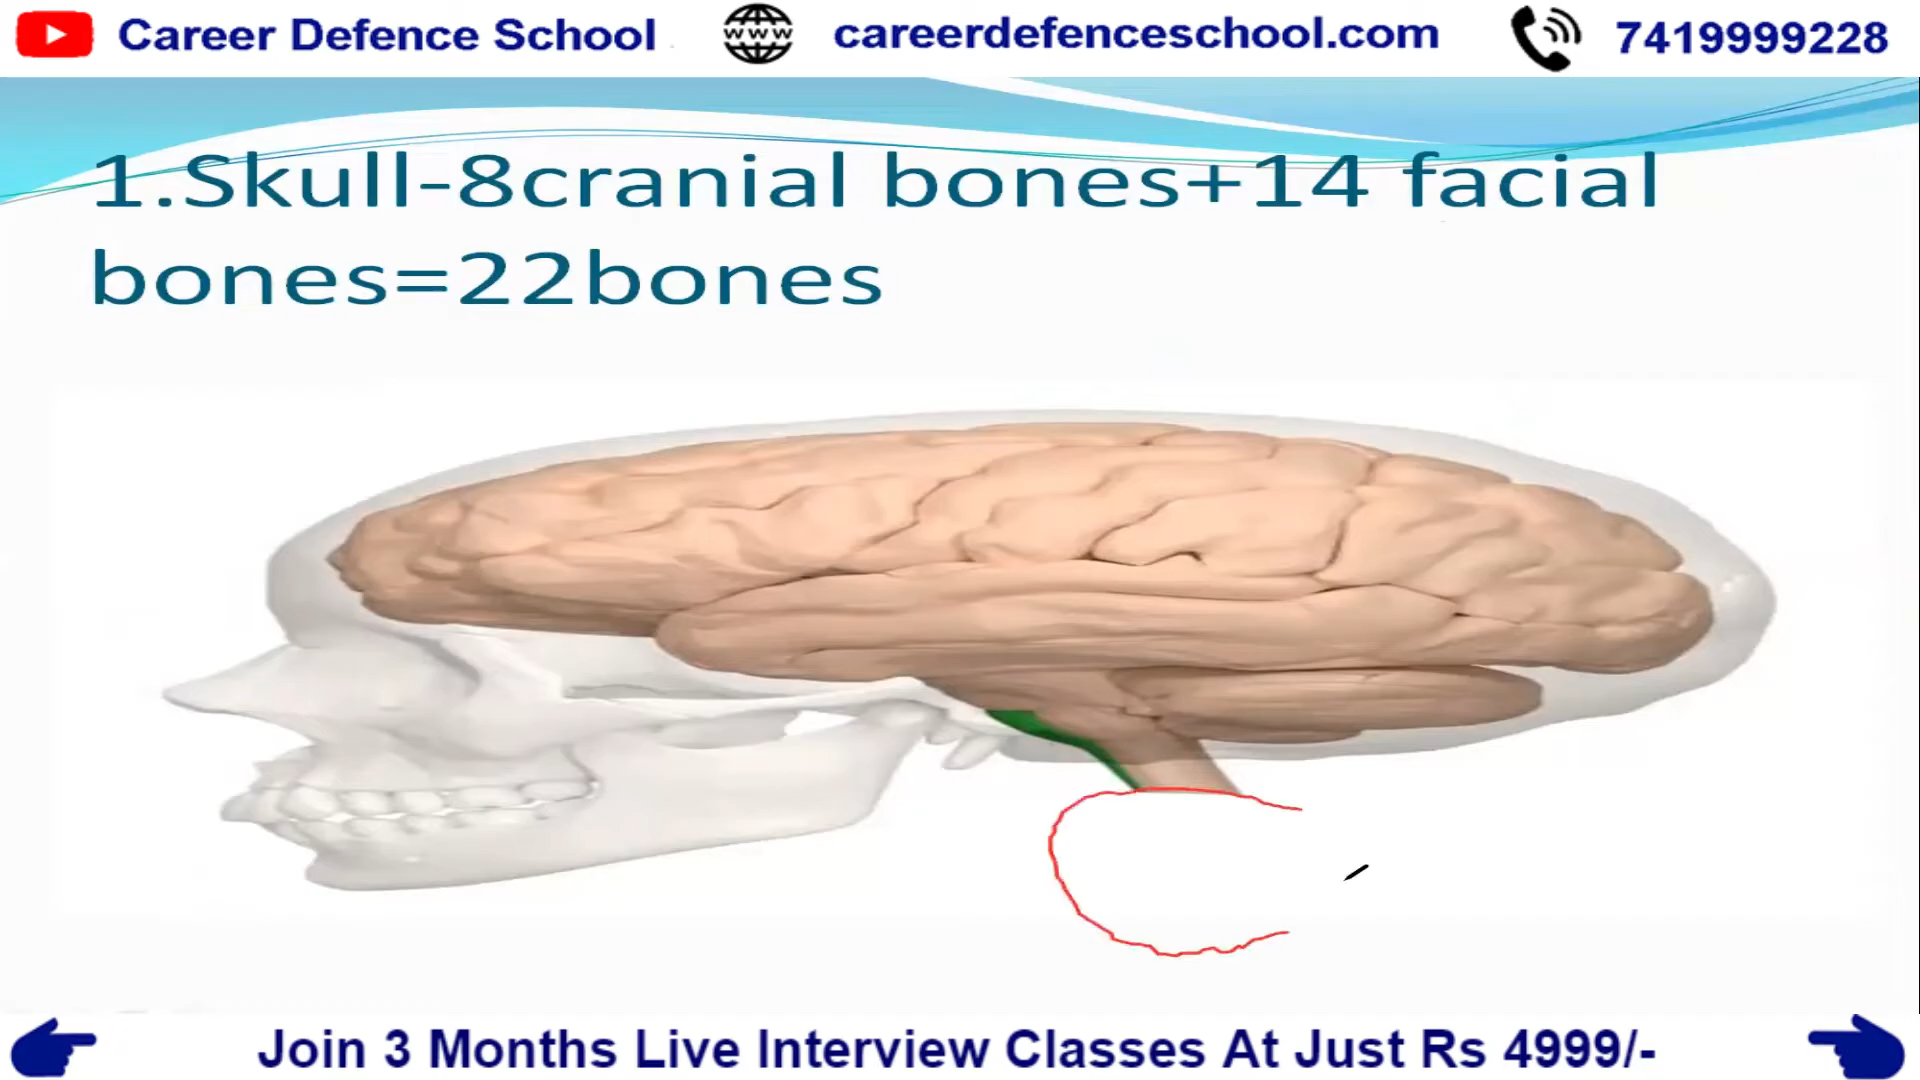 Career Defence School
www
careerdefenceschool.com
7419999228
1.Skull-8cranial bones+14 facial
bones=22bones
Join 3 Months Live Interview Classes At Just Rs 4999/-